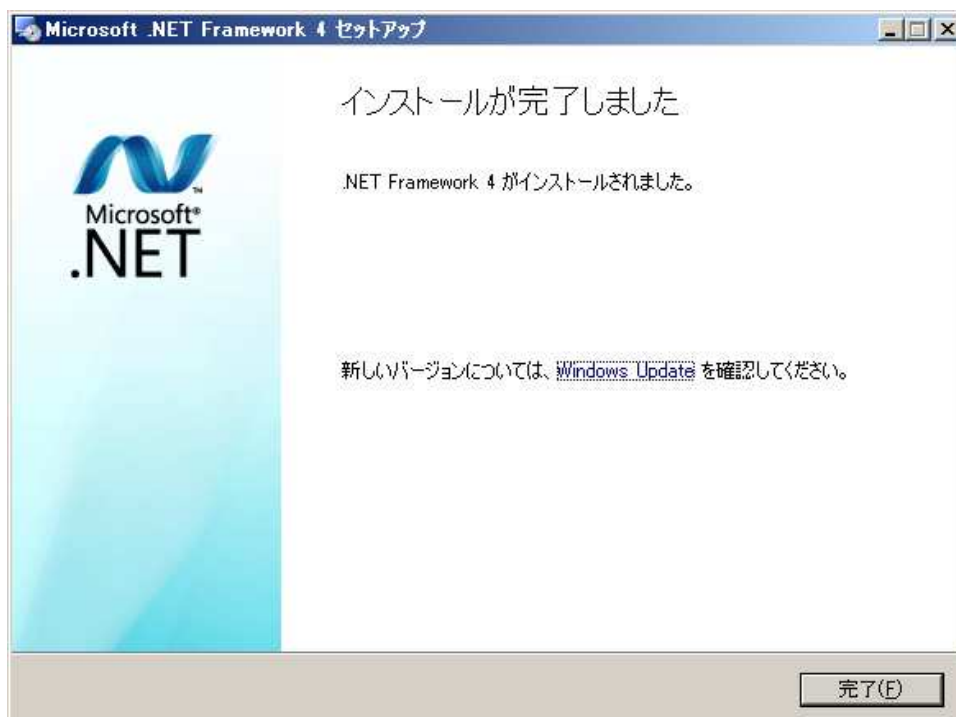 Microsoft .NET Framework 4 セットアップ
インストールが完了しました
Microsoft®
.NET™
.NET Framework 4 がインストールされました。
新しいバージョンについては、Windows Update を確認してください。
完了(F)